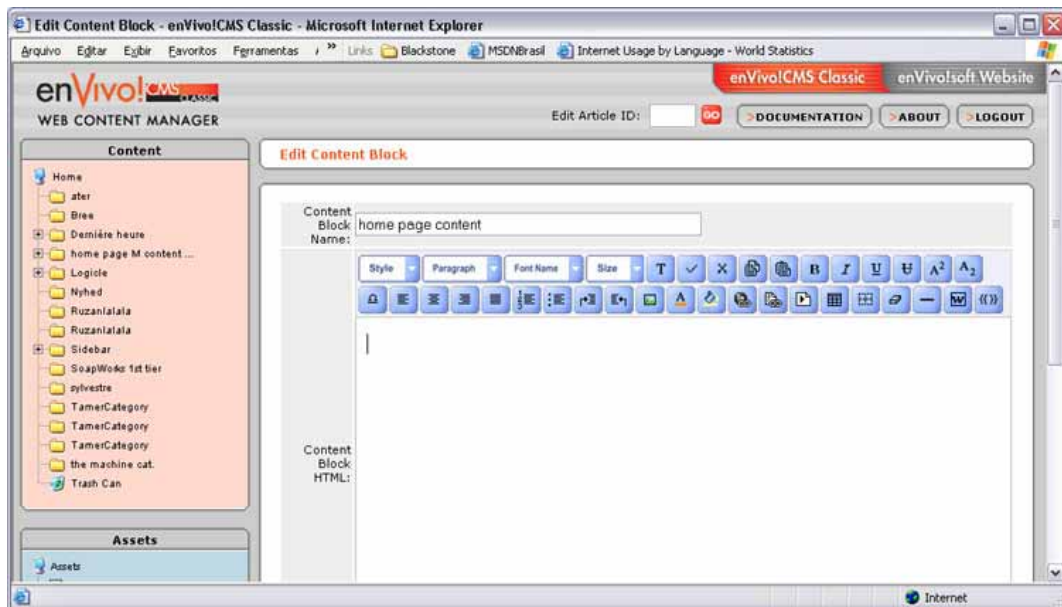 Edit Content Block - enVivo!CMS Classic - Microsoft Internet Explorer
Arquivo Editar Exibir Favoritos Ferramentas Links Blackstone MSDNBrasil Internet Usage by Language - World Statistics
enVivo!CMS CLASSIC
WEB CONTENT MANAGER
enVivo!CMS Classic enVivo!soft Website
Edit Article ID: GO >DOCUMENTATION >ABOUT >LOGOUT
Content
Home
ater
Bree
Dernière heure
home page M content ...
Logicle
Nyhed
Ruzanlalala
Ruzanlalala
Sidebar
SoapWorks 1st tier
sylvestre
TamerCategory
TamerCategory
TamerCategory
the machine cat.
Trash Can
Assets
Assets
Edit Content Block
Content
Block
Name:
home page content
Style Paragraph Font Name Size T B I U U A2 A2
Ω W
Content
Block
HTML:
Internet